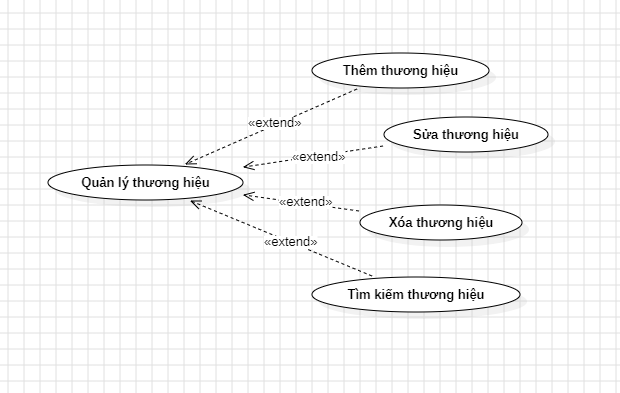 Thêm thương hiệu
«extend»
Sửa thương hiệu
«extend»
Quản lý thương hiệu
«extend»
Xóa thương hiệu
«extend»
Tìm kiếm thương hiệu